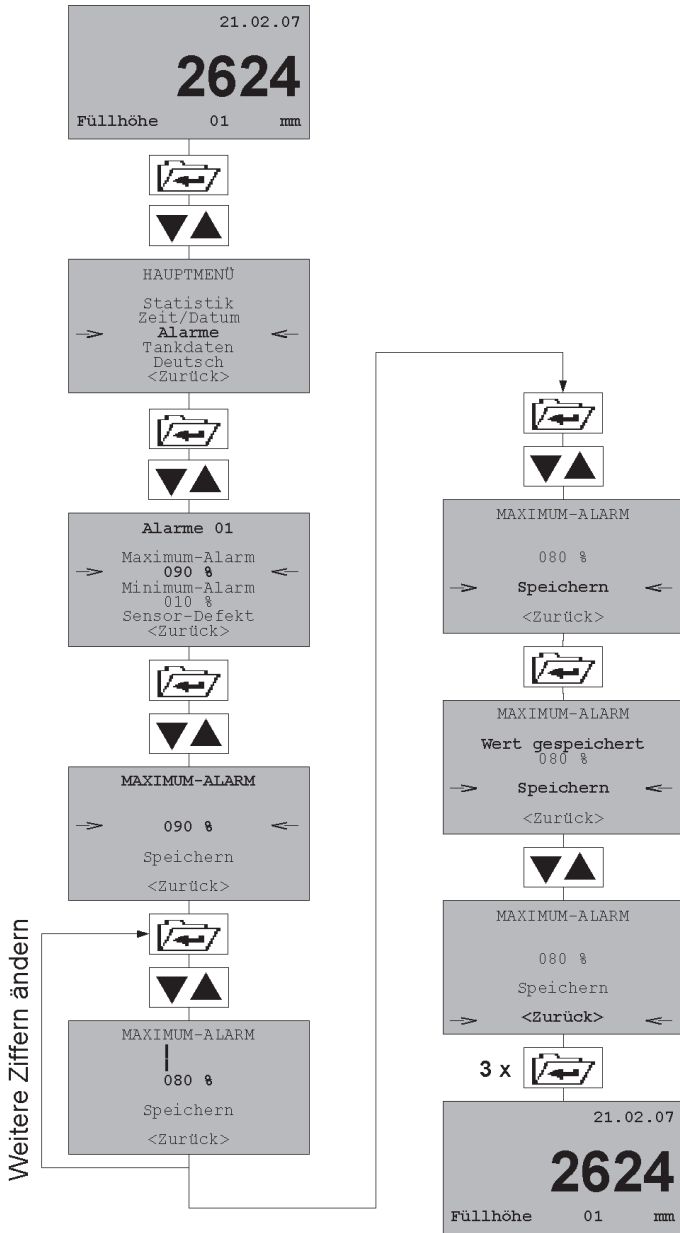 21.02.07
2624
Füllhöhe 01 mm
HAUPTMENÜ
Statistik
Zeit/Datum
Alarme
Tankdaten
Deutsch
<Zurück>
Alarme 01
Maximum-Alarm
090 %
Minimum-Alarm
010 %
Sensor-Defekt
<Zurück>
MAXIMUM-ALARM
090 %
Speichern
<Zurück>
Weitere Ziffern ändern
MAXIMUM-ALARM
080 %
Speichern
<Zurück>
MAXIMUM-ALARM
080 %
Speichern
<Zurück>
MAXIMUM-ALARM
Wert gespeichert
080 %
Speichern
<Zurück>
MAXIMUM-ALARM
080 %
Speichern
<Zurück>
3 x
21.02.07
2624
Füllhöhe 01 mm